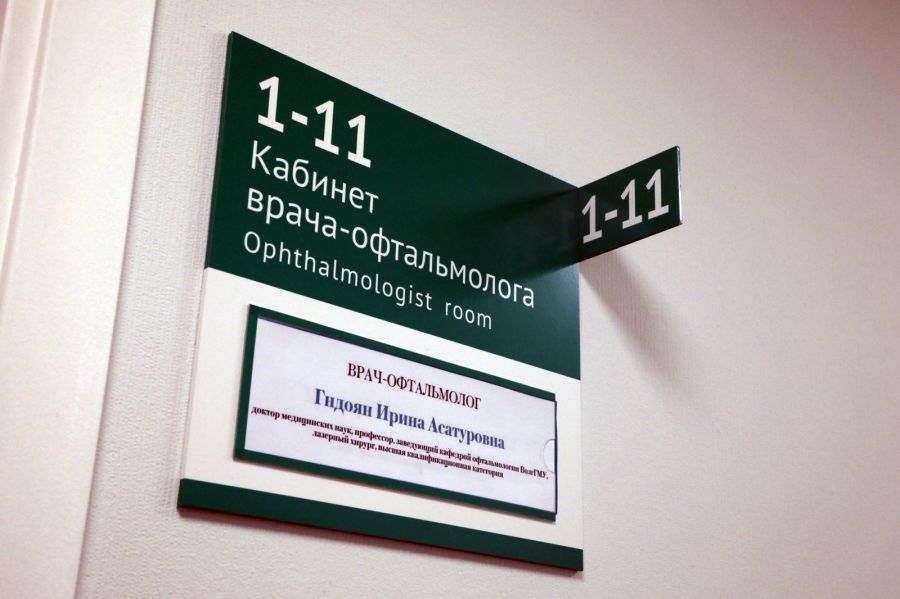 1-11
Кабинет
врача-офтальмолога
Ophthalmologist room
1-11
ВРАЧ-ОФТАЛЬМОЛОГ
Гндоян Ирина Асатуровна
доктор медицинских наук, профессор, заведующий кафедрой офтальмологии ВолгГМУ,
лазерный хирург, высшая квалификационная категория